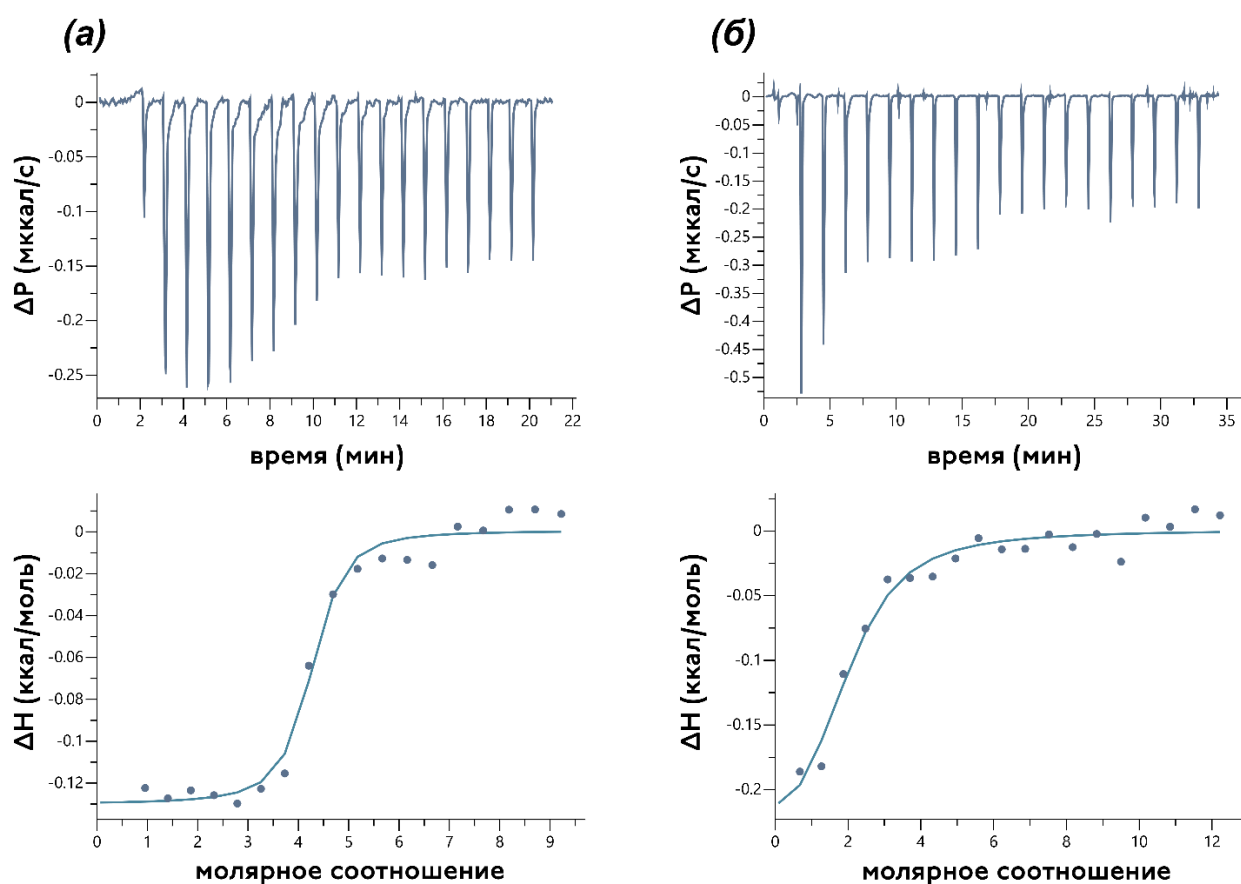 (а)
(б)
ΔP (мккал/с)
0
-0.05
-0.1
-0.15
-0.2
-0.25
0 2 4 6 8 10 12 14 16 18 20 22
время (мин)
ΔP (мккал/с)
0
-0.05
-0.1
-0.15
-0.2
-0.25
-0.3
-0.35
-0.4
-0.45
-0.5
0 5 10 15 20 25 30 35
время (мин)
ΔH (ккал/моль)
0
-0.02
-0.04
-0.06
-0.08
-0.1
-0.12
0 1 2 3 4 5 6 7 8 9
молярное соотношение
ΔH (ккал/моль)
0
-0.05
-0.1
-0.15
-0.2
0 2 4 6 8 10 12
молярное соотношение